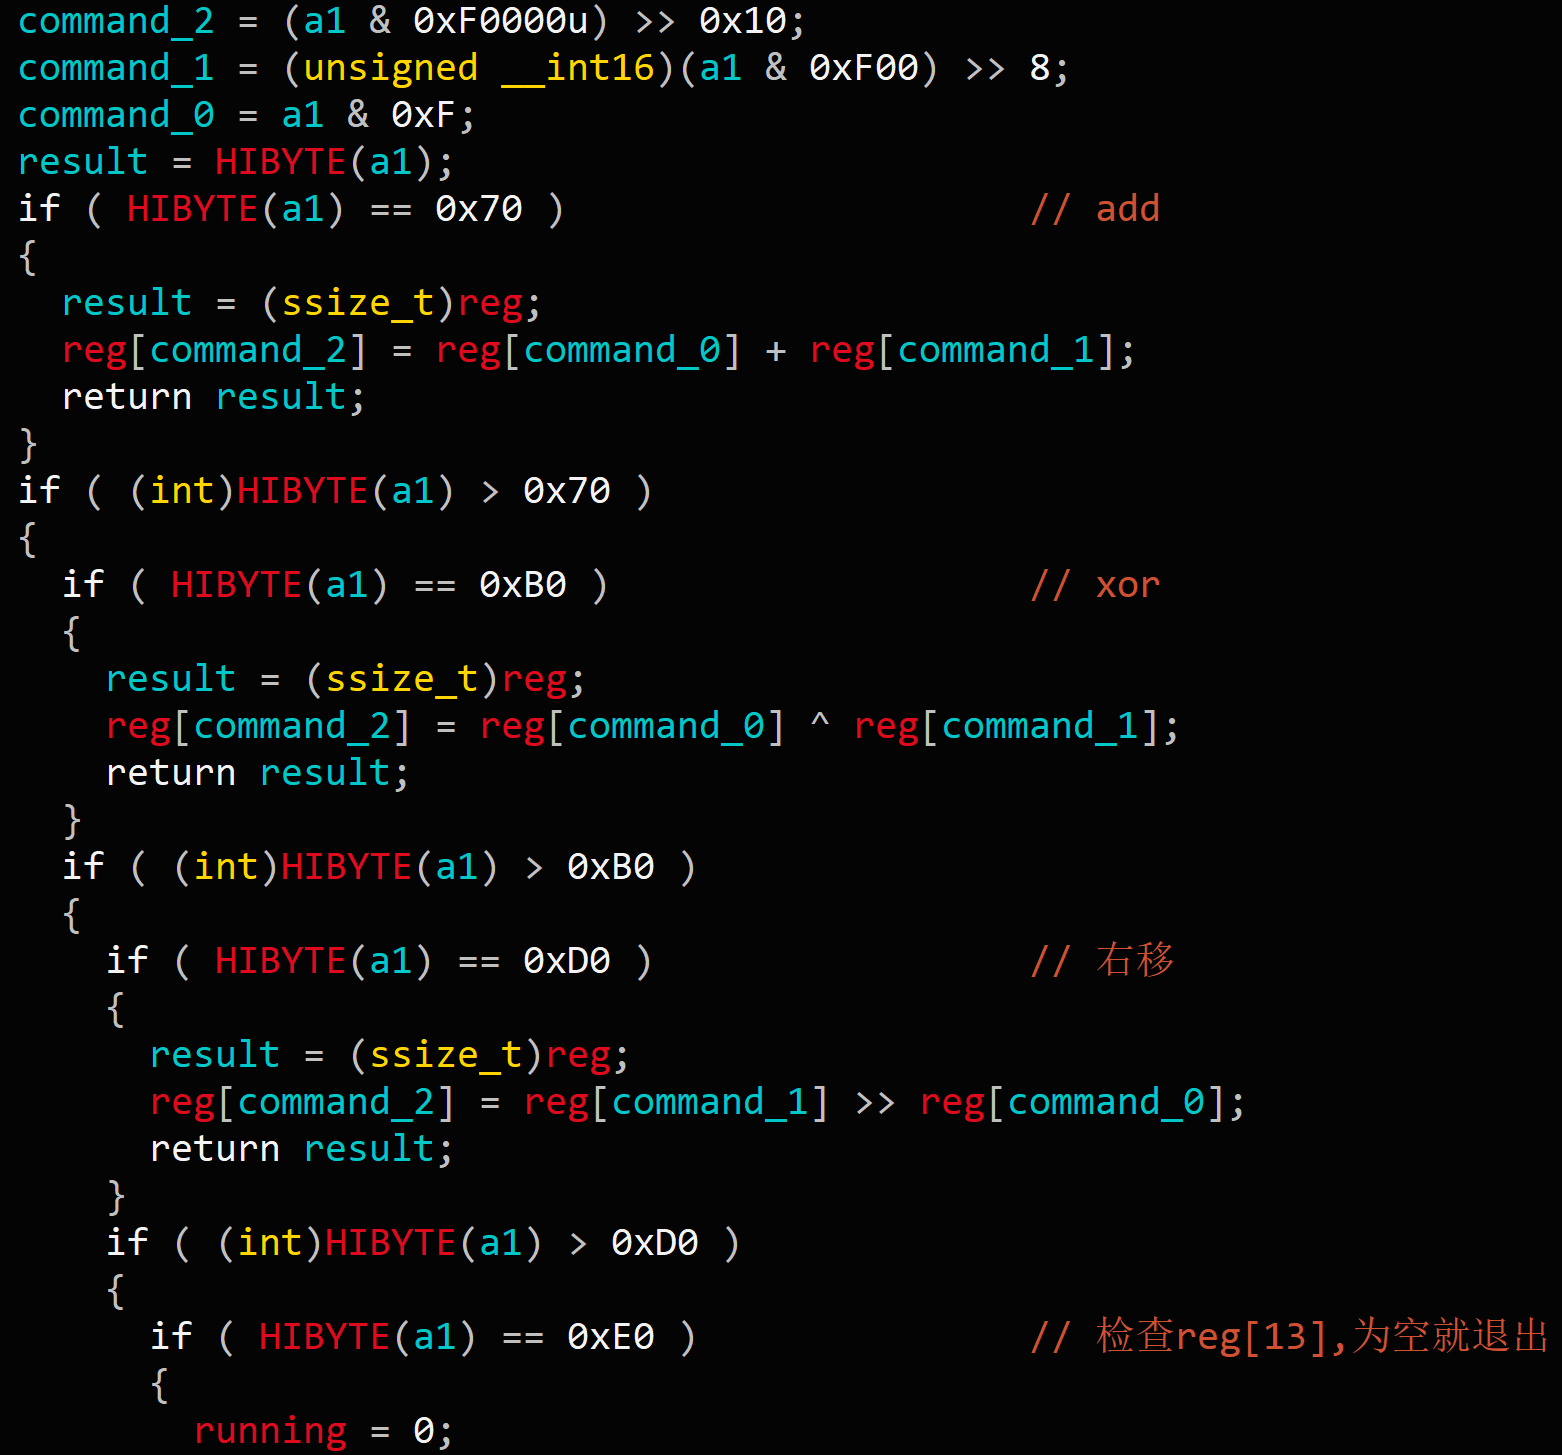 command_2 = (a1 & 0xF0000u) >> 0x10;
command_1 = (unsigned __int16)(a1 & 0xF00) >> 8;
command_0 = a1 & 0xF;
result = HIBYTE(a1);
if ( HIBYTE(a1) == 0x70 ) // add
{
result = (ssize_t)reg;
reg[command_2] = reg[command_0] + reg[command_1];
return result;
}
if ( (int)HIBYTE(a1) > 0x70 )
{
if ( HIBYTE(a1) == 0xB0 ) // xor
{
result = (ssize_t)reg;
reg[command_2] = reg[command_0] ^ reg[command_1];
return result;
}
if ( (int)HIBYTE(a1) > 0xB0 )
{
if ( HIBYTE(a1) == 0xD0 ) // 右移
{
result = (ssize_t)reg;
reg[command_2] = reg[command_1] >> reg[command_0];
return result;
}
if ( (int)HIBYTE(a1) > 0xD0 )
{
if ( HIBYTE(a1) == 0xE0 ) // 检查reg[13],为空就退出
{
running = 0;